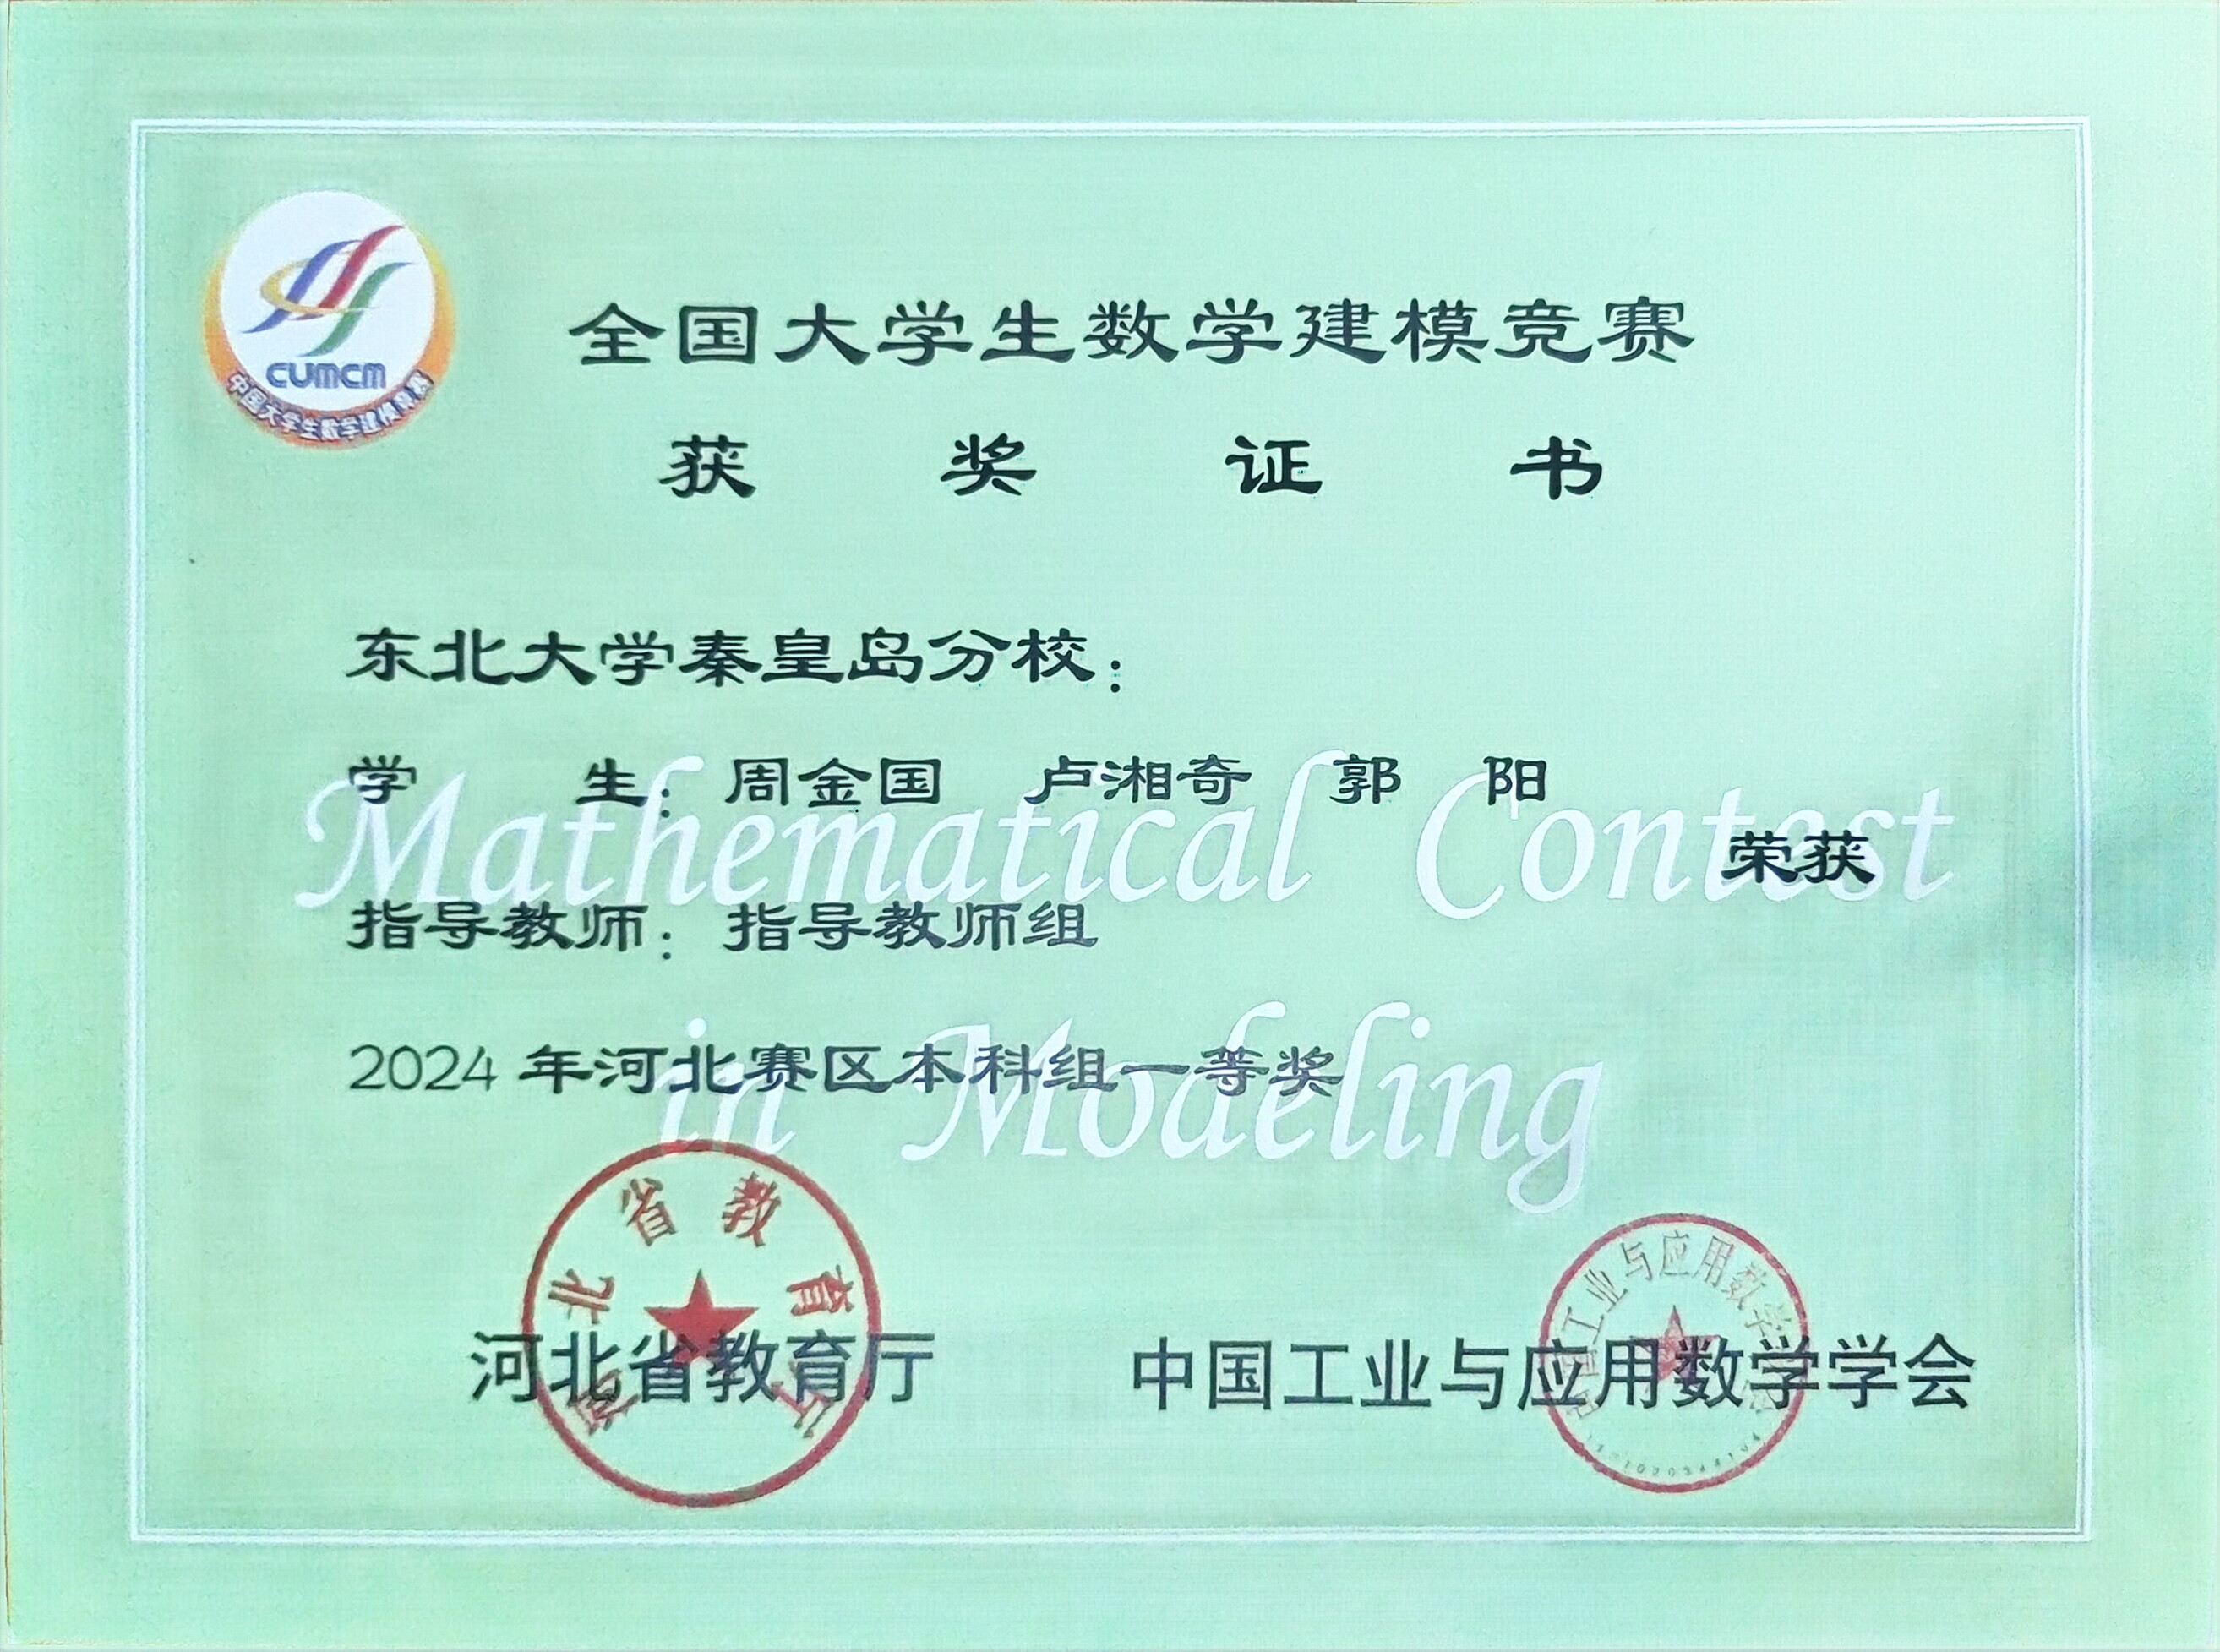 CUMCM
中国大学生数学建模竞赛
全国大学生数学建模竞赛
获 奖 证 书
东北大学秦皇岛分校：
学 生：周金国 卢湘奇 郭 阳
荣获
指导教师：指导教师组
2024 年河北赛区本科组一等奖
Mathematical Contest
in Modeling
河北省教育厅
河北省教育厅
中国工业与应用数学学会
中国工业与应用数学学会